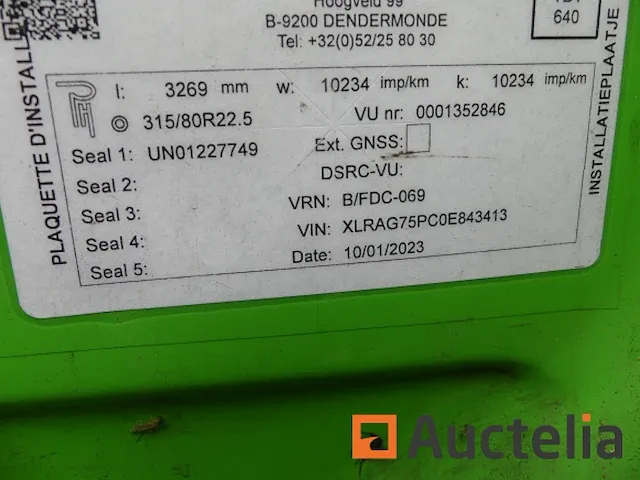 Hoogveld 99
B-9200 DENDERMONDE
Tel: +32(0)52/25 80 30
640
PLAQUETTE D'INSTALL
INSTALLATIEPLAATJE
l: 3269 mm w: 10234 imp/km k: 10234 imp/km
315/80R22.5 VU nr: 0001352846
Seal 1: UN01227749 Ext. GNSS:
Seal 2: DSRC-VU:
Seal 3: VRN: B/FDC-069
Seal 4: VIN: XLRAG75PC0E843413
Seal 5: Date: 10/01/2023
Auctelia